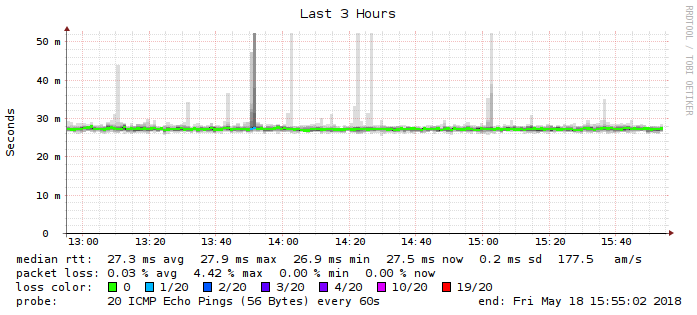 Last 3 Hours
RRDTOOL / TOBI OETIKER
Seconds
50 m
40 m
30 m
20 m
10 m
0
13:00 13:20 13:40 14:00 14:20 14:40 15:00 15:20 15:40
median rtt: 27.3 ms avg 27.9 ms max 26.9 ms min 27.5 ms now 0.2 ms sd 177.5 am/s
packet loss: 0.03 % avg 4.42 % max 0.00 % min 0.00 % now
loss color: 0 1/20 2/20 3/20 4/20 10/20 19/20
probe: 20 ICMP Echo Pings (56 Bytes) every 60s end: Fri May 18 15:55:02 2018